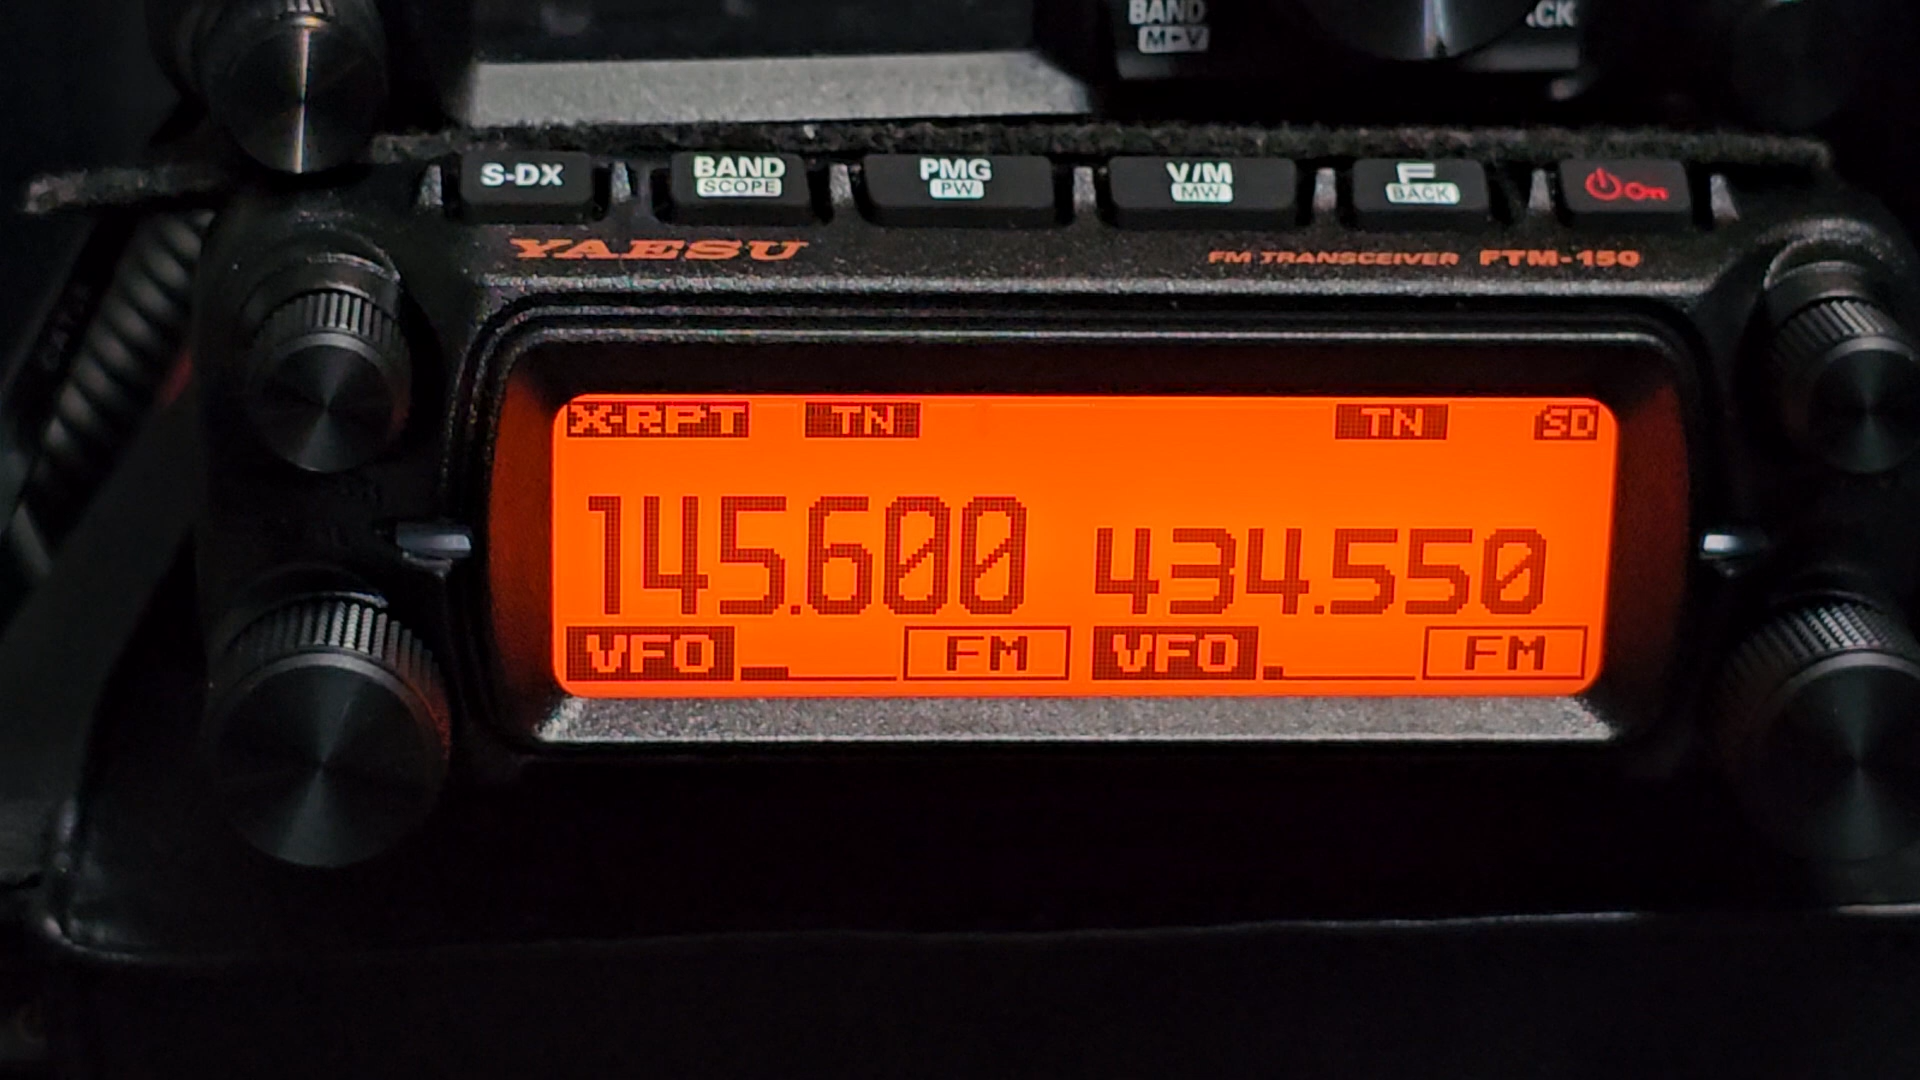 BAND
M▸V
S-DX
BAND
SCOPE
PMG
PW
V/M
MW
F
BACK
On
YAESU
FM TRANSCEIVER FTM-150
X-RPT TN TN SD
145.600 434.550
VFO FM VFO FM